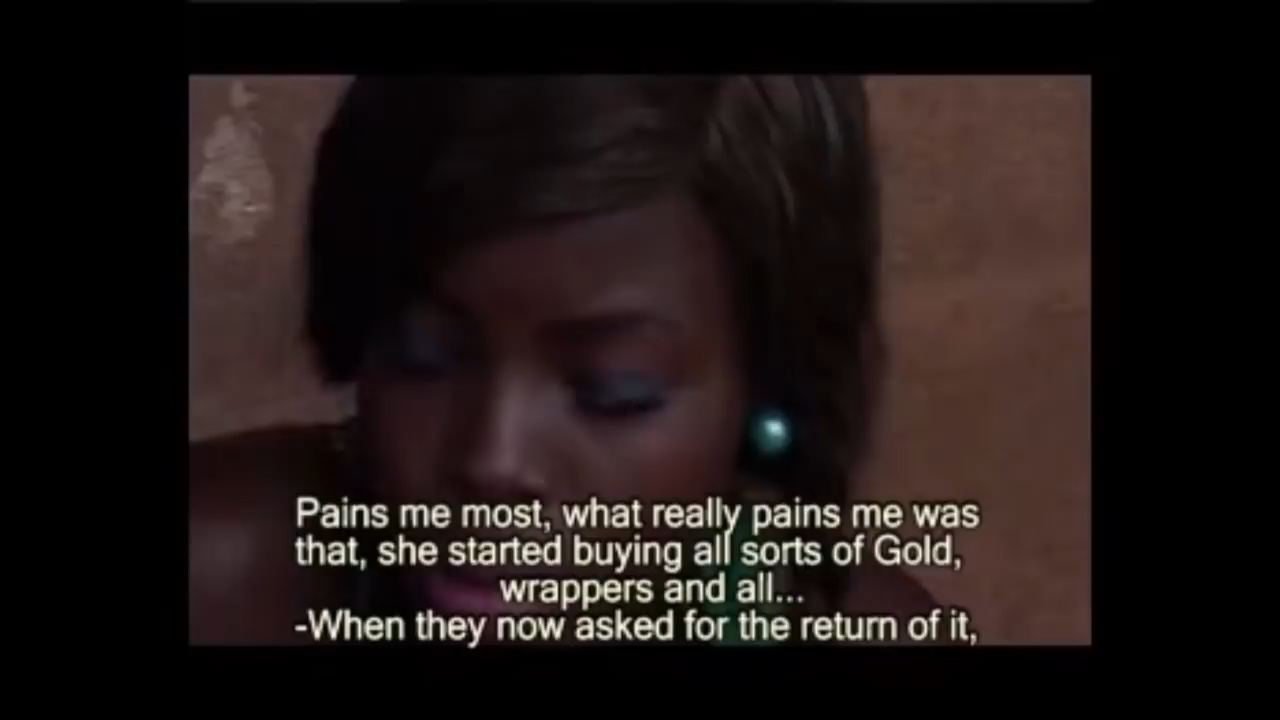 Pains me most, what really pains me was
that, she started buying all sorts of Gold,
wrappers and all...
-When they now asked for the return of it,